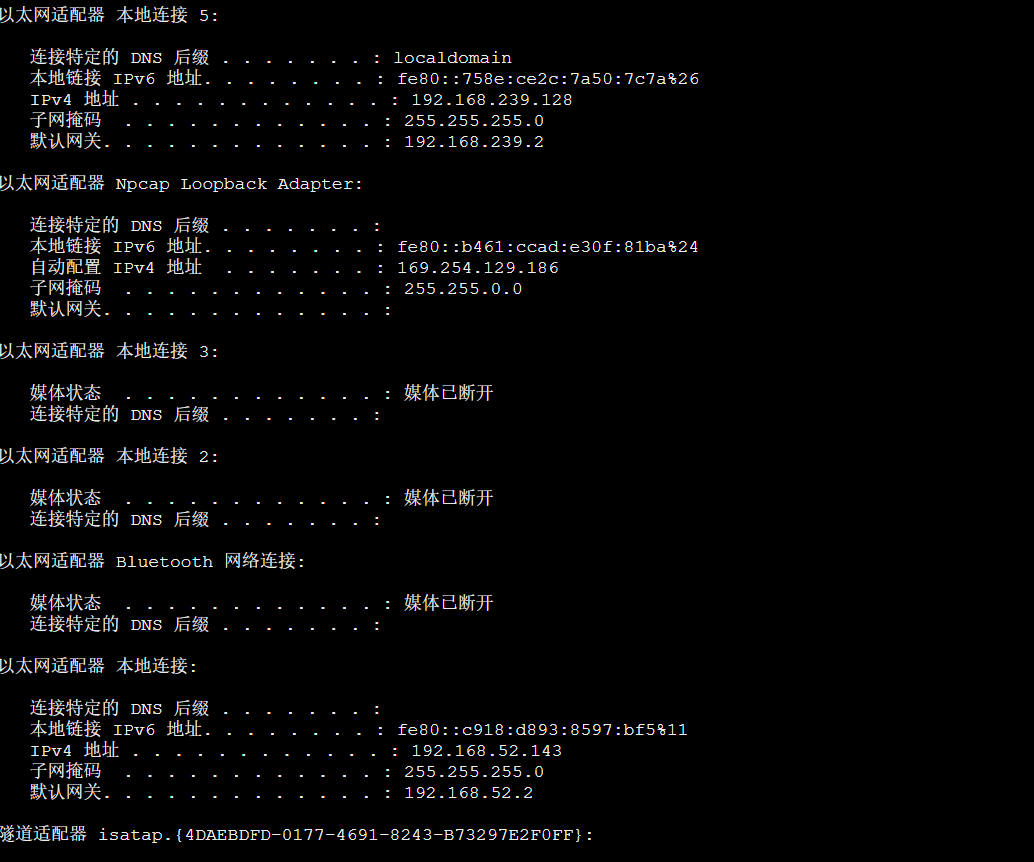 以太网适配器 本地连接 5:
连接特定的 DNS 后缀 . . . . . . . : localdomain
本地链接 IPv6 地址. . . . . . . . : fe80::758e:ce2c:7a50:7c7a%26
IPv4 地址 . . . . . . . . . . . . : 192.168.239.128
子网掩码  . . . . . . . . . . . . : 255.255.255.0
默认网关. . . . . . . . . . . . . : 192.168.239.2
以太网适配器 Npcap Loopback Adapter:
连接特定的 DNS 后缀 . . . . . . . :
本地链接 IPv6 地址. . . . . . . . : fe80::b461:ccad:e30f:81ba%24
自动配置 IPv4 地址  . . . . . . . : 169.254.129.186
子网掩码  . . . . . . . . . . . . : 255.255.0.0
默认网关. . . . . . . . . . . . . :
以太网适配器 本地连接 3:
媒体状态  . . . . . . . . . . . . : 媒体已断开
连接特定的 DNS 后缀 . . . . . . . :
以太网适配器 本地连接 2:
媒体状态  . . . . . . . . . . . . : 媒体已断开
连接特定的 DNS 后缀 . . . . . . . :
以太网适配器 Bluetooth 网络连接:
媒体状态  . . . . . . . . . . . . : 媒体已断开
连接特定的 DNS 后缀 . . . . . . . :
以太网适配器 本地连接:
连接特定的 DNS 后缀 . . . . . . . :
本地链接 IPv6 地址. . . . . . . . : fe80::c918:d893:8597:bf5%11
IPv4 地址 . . . . . . . . . . . . : 192.168.52.143
子网掩码  . . . . . . . . . . . . : 255.255.255.0
默认网关. . . . . . . . . . . . . : 192.168.52.2
隧道适配器 isatap.{4DAEBDFD-0177-4691-8243-B73297E2F0FF}: